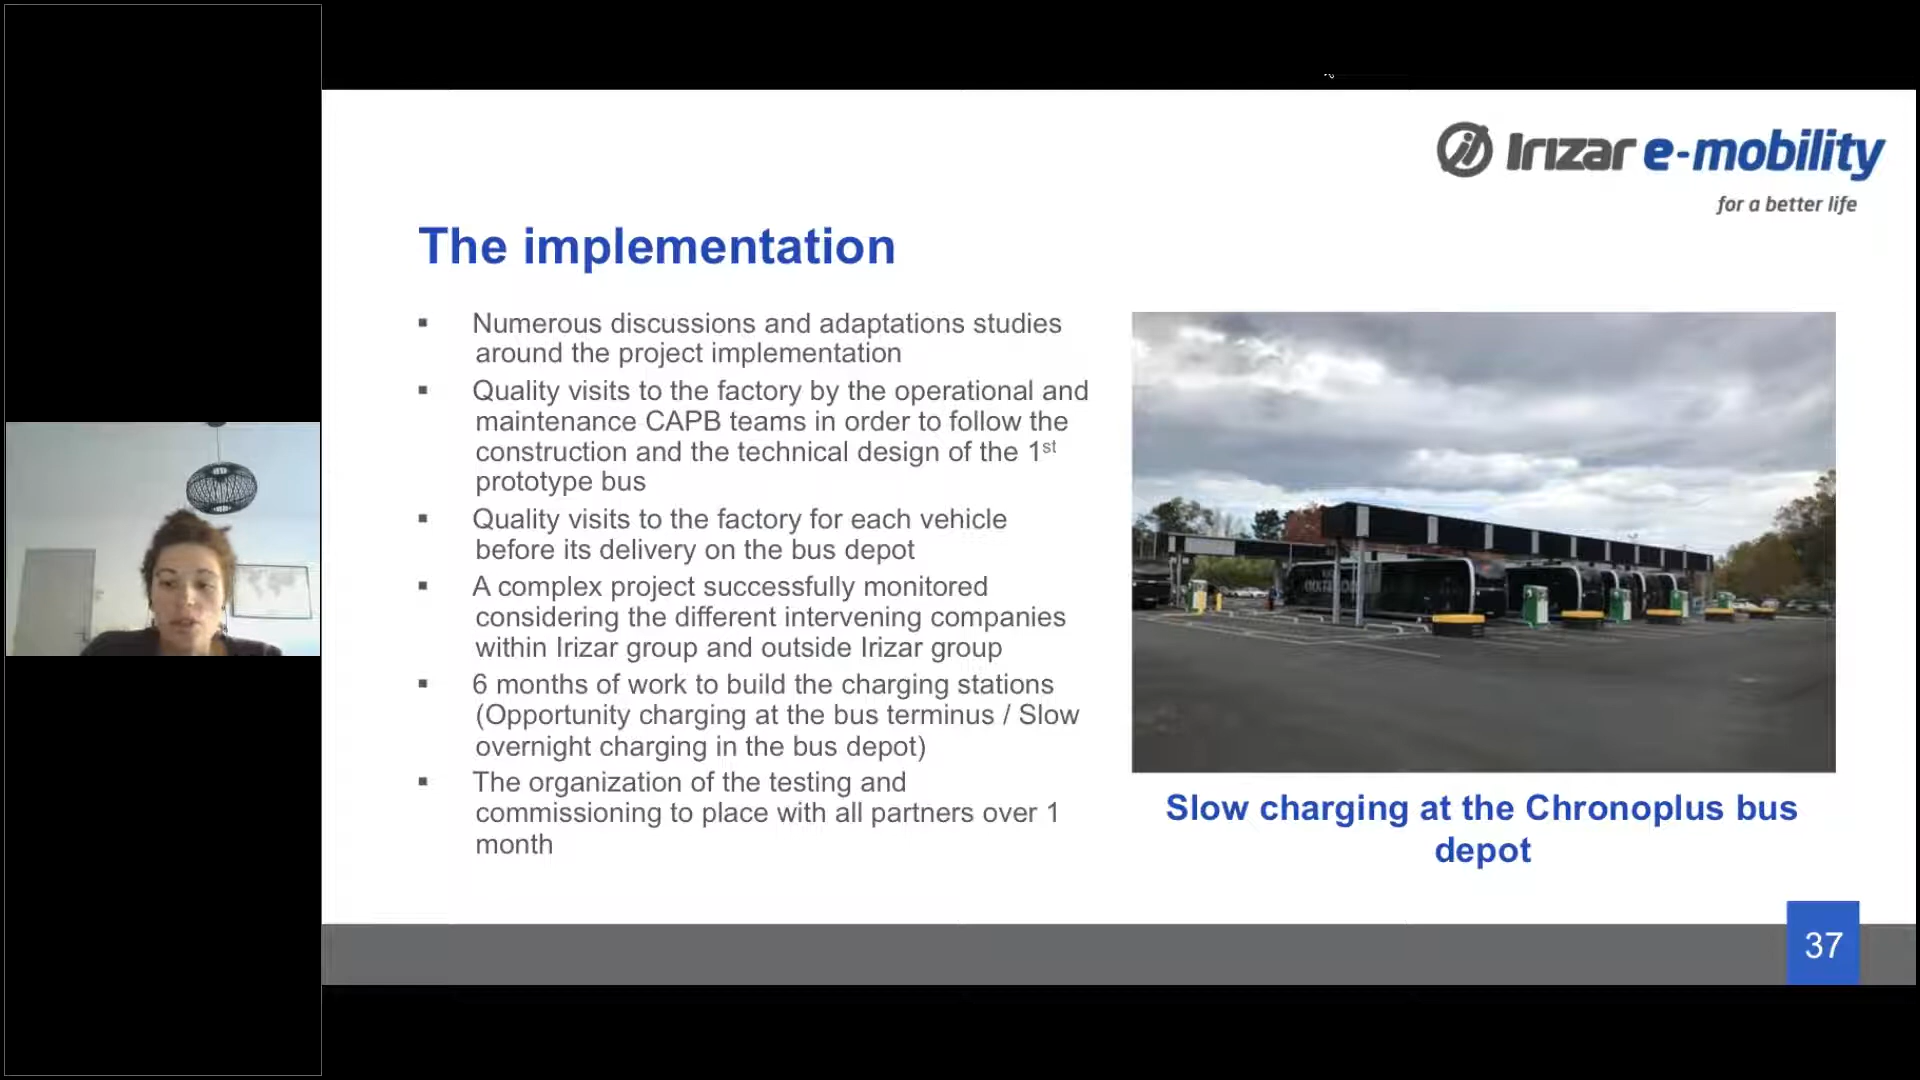 Irizar e-mobility
for a better life
The implementation
▪ Numerous discussions and adaptations studies
around the project implementation
▪ Quality visits to the factory by the operational and
maintenance CAPB teams in order to follow the
construction and the technical design of the 1st
prototype bus
▪ Quality visits to the factory for each vehicle
before its delivery on the bus depot
▪ A complex project successfully monitored
considering the different intervening companies
within Irizar group and outside Irizar group
▪ 6 months of work to build the charging stations
(Opportunity charging at the bus terminus / Slow
overnight charging in the bus depot)
▪ The organization of the testing and
commissioning to place with all partners over 1
month
Slow charging at the Chronoplus bus
depot
37